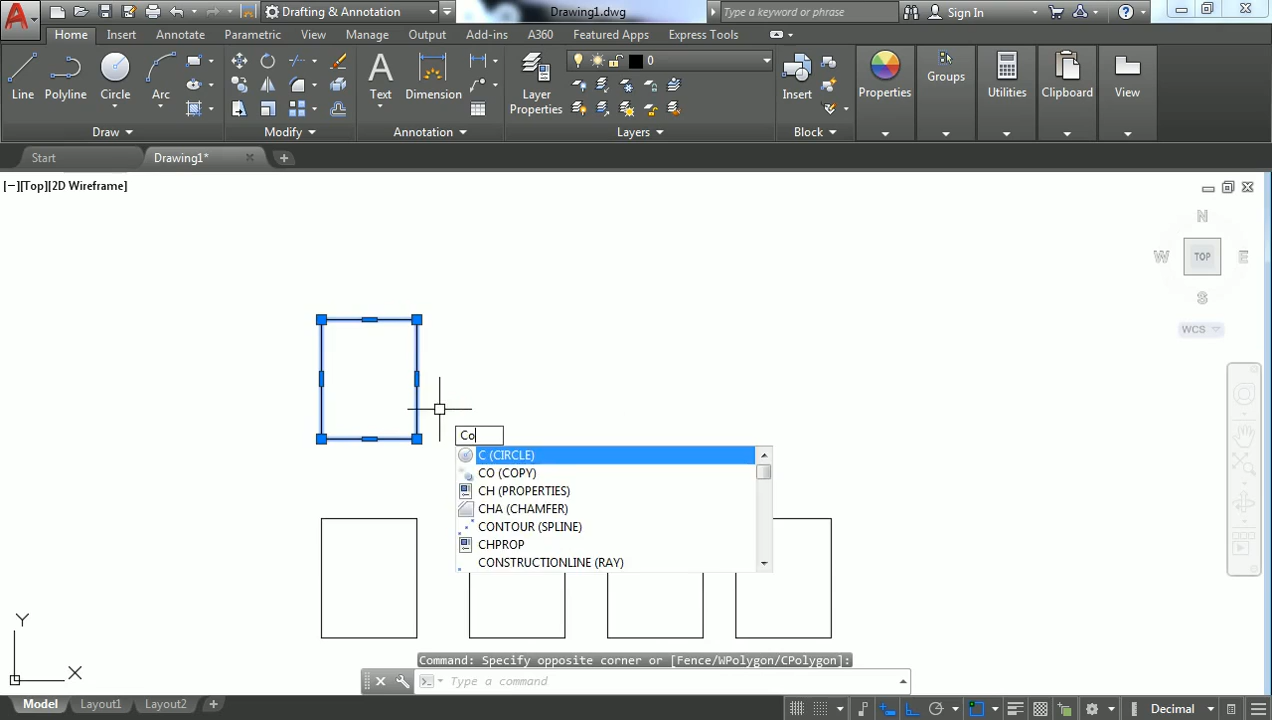 Drafting & Annotation
Drawing1.dwg
Type a keyword or phrase
Sign In
Home
Insert
Annotate
Parametric
View
Manage
Output
Add-ins
A360
Featured Apps
Express Tools
0
Line
Polyline
Circle
Arc
Text
Dimension
Layer
Properties
Insert
Properties
Groups
Utilities
Clipboard
View
Draw
Modify
Annotation
Layers
Block
Start
Drawing1*
[−][Top][2D Wireframe]
N
W
TOP
E
S
WCS
Co
C (CIRCLE)
CO (COPY)
CH (PROPERTIES)
CHA (CHAMFER)
CONTOUR (SPLINE)
CHPROP
CONSTRUCTIONLINE (RAY)
Y
X
Command: Specify opposite corner or [Fence/WPolygon/CPolygon]:
Type a command
Model
Layout1
Layout2
Decimal